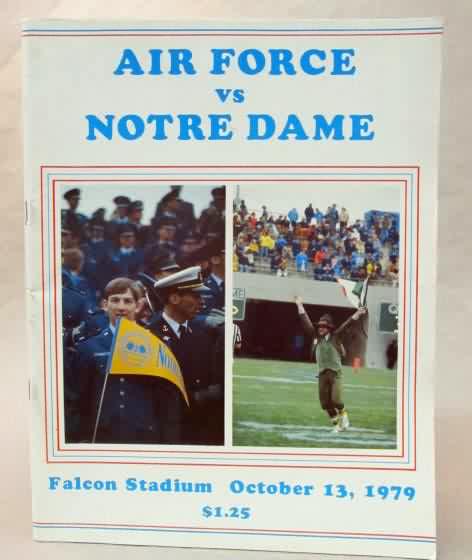 AIR FORCE
VS
NOTRE DAME
Falcon Stadium October 13, 1979
$1.25